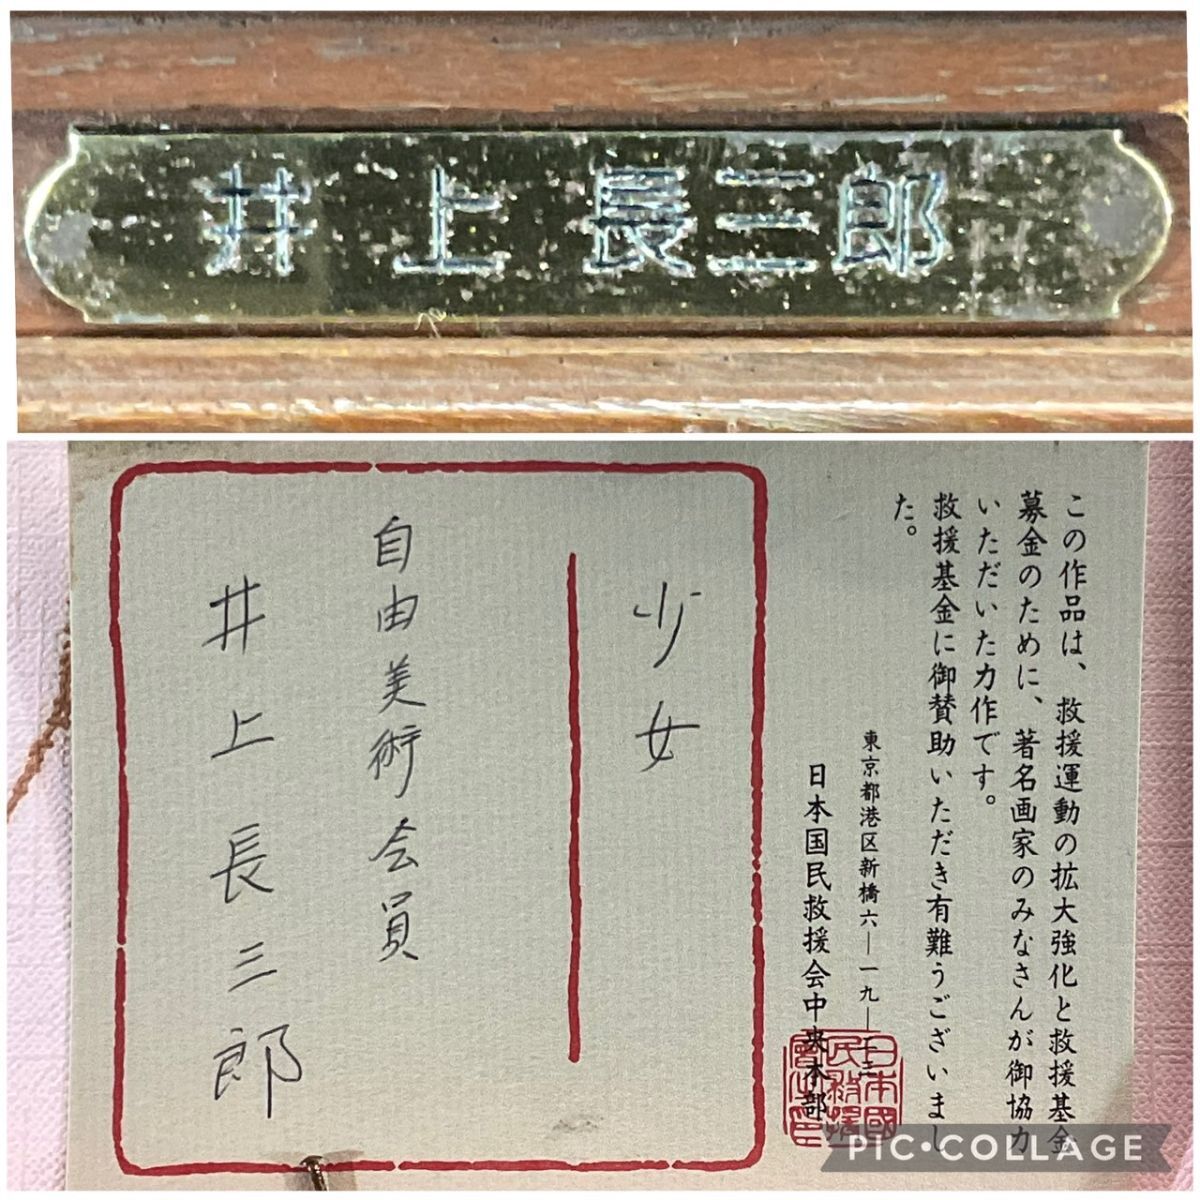 井上長三郎
この作品は、救援運動の拡大強化と救援基金
募金のために、著名画家のみなさんが御協力
いただいた力作です。
救援基金に御賛助いただき有難うございまし
た。
東京都港区新橋六―一九―二三
日本国民救援会中央本部
少女
自由美術会員
井上長三郎
PIC•COLLAGE